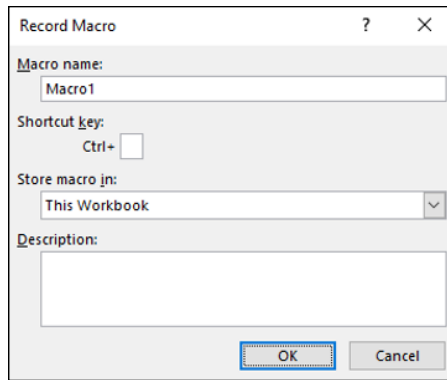 Record Macro ? ×
Macro name:
Macro1
Shortcut key:
Ctrl+
Store macro in:
This Workbook
Description:
OK Cancel